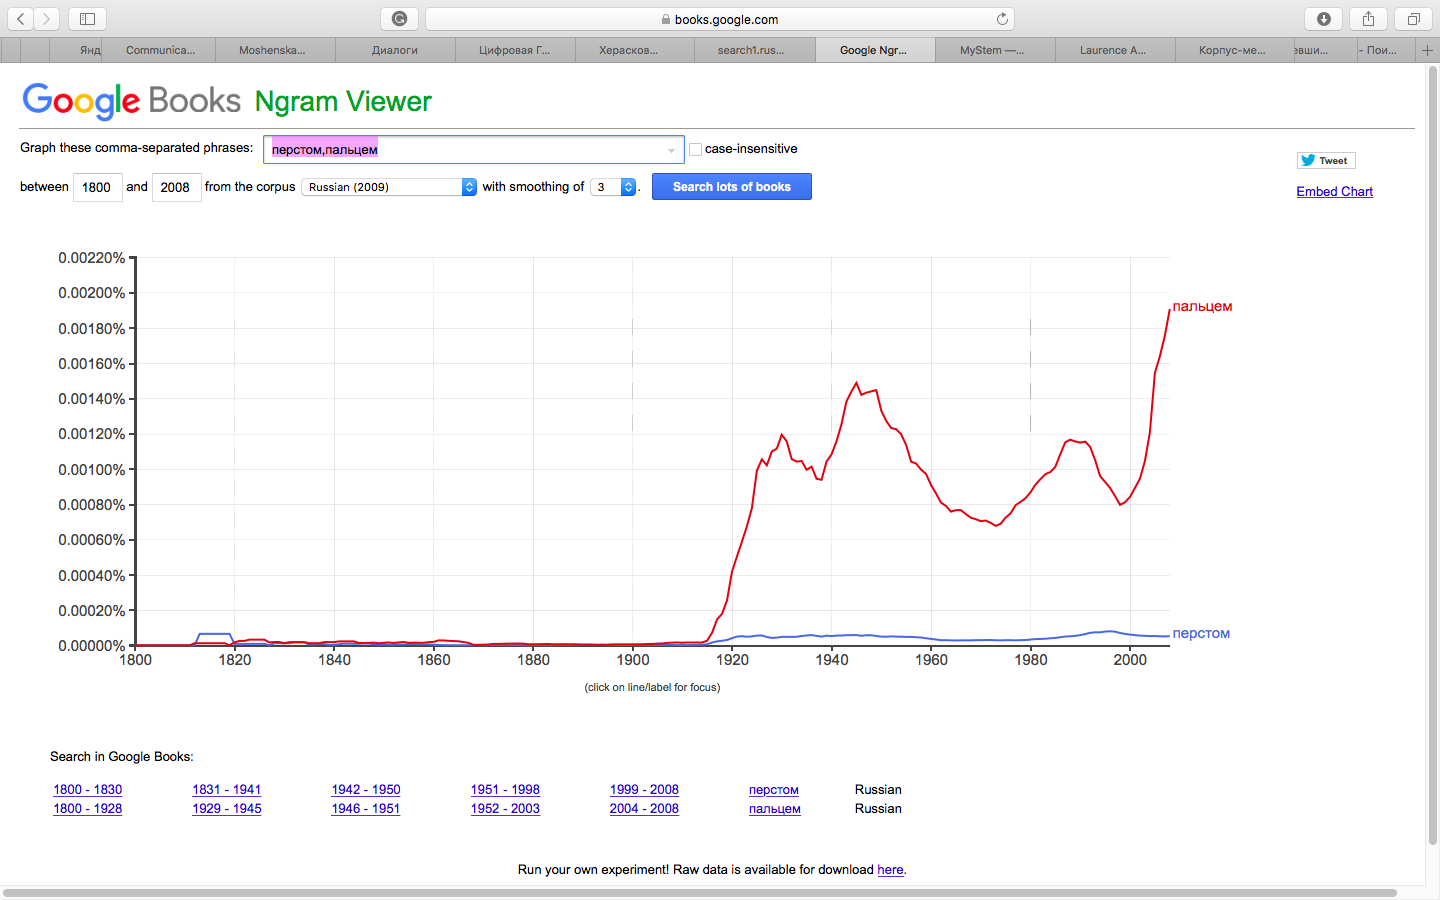 books.google.com
Янд
Communica...
Moshenska...
Диалоги
Цифровая Г...
Херасков...
search1.rus...
Google Ngr...
MyStem —...
Laurence A...
Корпус-ме...
евши...
- Пои...
Google Books Ngram Viewer
Graph these comma-separated phrases: перстом,пальцем case-insensitive
Tweet
between 1800 and 2008 from the corpus Russian (2009) with smoothing of 3 . Search lots of books
Embed Chart
0.00220%
0.00200%
пальцем
0.00180%
0.00160%
0.00140%
0.00120%
0.00100%
0.00080%
0.00060%
0.00040%
0.00020%
перстом
0.00000%
1800 1820 1840 1860 1880 1900 1920 1940 1960 1980 2000
(click on line/label for focus)
Search in Google Books:
1800 - 1830 1831 - 1941 1942 - 1950 1951 - 1998 1999 - 2008 перстом Russian
1800 - 1928 1929 - 1945 1946 - 1951 1952 - 2003 2004 - 2008 пальцем Russian
Run your own experiment! Raw data is available for download here.